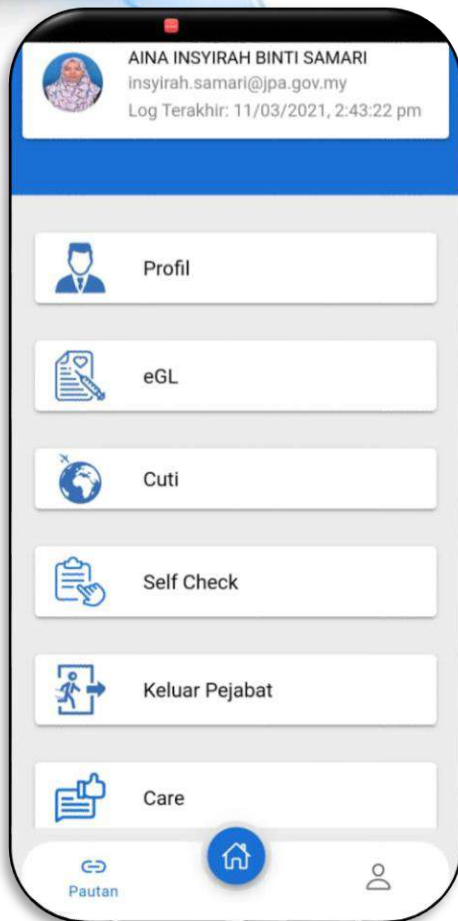 AINA INSYIRAH BINTI SAMARI
insyirah.samari@jpa.gov.my
Log Terakhir: 11/03/2021, 2:43:22 pm
Profil
eGL
Cuti
Self Check
Keluar Pejabat
Care
Pautan